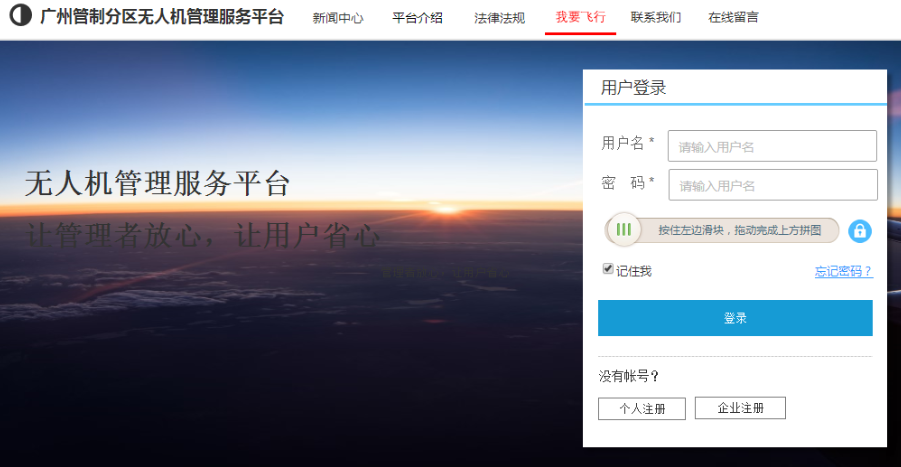 广州管制分区无人机管理服务平台 新闻中心 平台介绍 法律法规 我要飞行 联系我们 在线留言
无人机管理服务平台
让管理者放心，让用户省心
用户登录
用户名 * 请输入用户名
密 码 * 请输入用户名
按住左边滑块，拖动完成上方拼图
记住我 忘记密码？
登录
没有帐号？
个人注册 企业注册